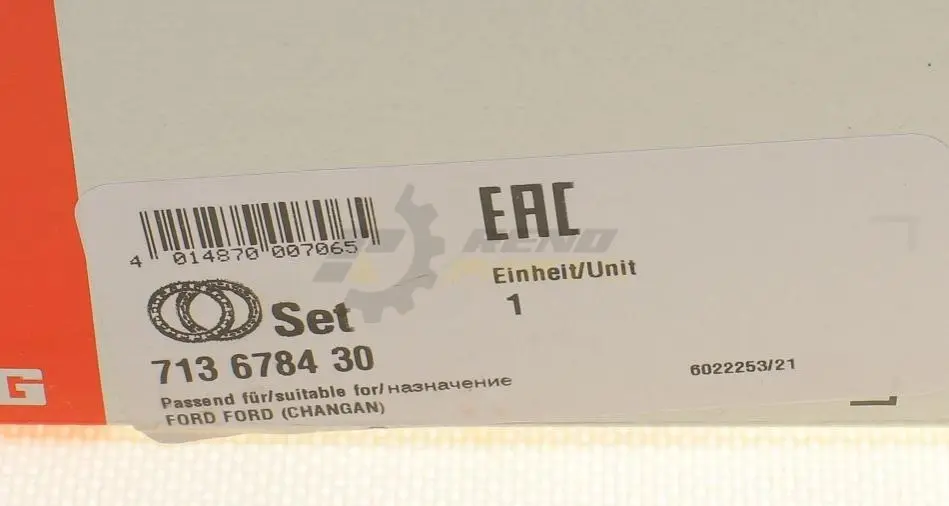 EAC
4 014870 007065
RENO
Einheit/Unit
1
Set
713 6784 30
6022253/21
Passend für/suitable for/назначение
FORD FORD (CHANGAN)
G